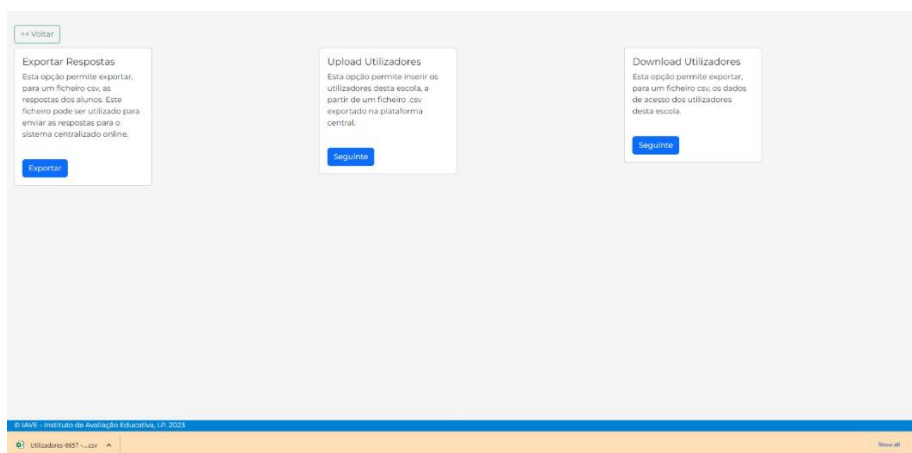 << Voltar
Exportar Respostas
Esta opção permite exportar,
para um ficheiro csv, as
respostas dos alunos. Este
ficheiro pode ser utilizado para
enviar as respostas para o
sistema centralizado online.
Exportar
Upload Utilizadores
Esta opção permite inserir os
utilizadores desta escola, a
partir de um ficheiro .csv
exportado na plataforma
central.
Seguinte
Download Utilizadores
Esta opção permite exportar,
para um ficheiro csv, os dados
de acesso dos utilizadores
desta escola.
Seguinte
© IAVE - Instituto de Avaliação Educativa, I.P. 2023
Utilizadores-6657 -....csv
Show all